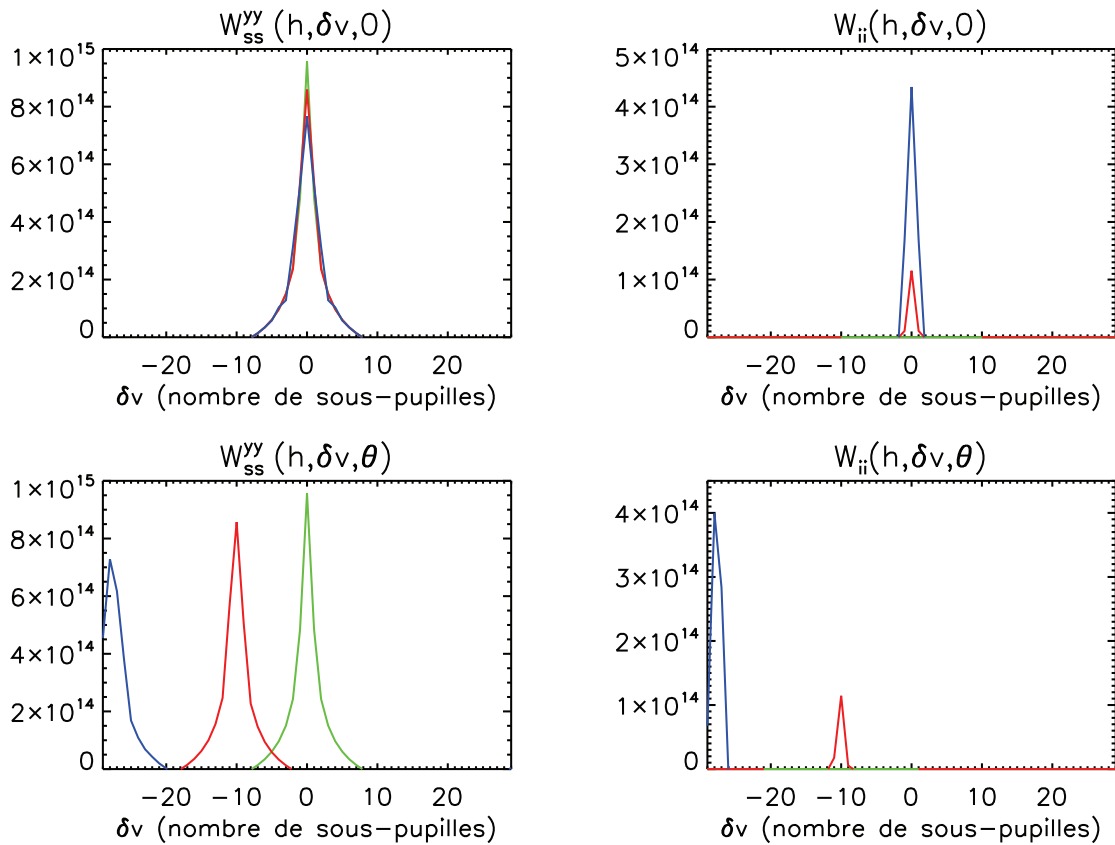 W_ss^yy(h,δv,0)
1×10^15
8×10^14
6×10^14
4×10^14
2×10^14
0
−20 −10 0 10 20
δv (nombre de sous−pupilles)
W_ii(h,δv,0)
5×10^14
4×10^14
3×10^14
2×10^14
1×10^14
0
−20 −10 0 10 20
δv (nombre de sous−pupilles)
W_ss^yy(h,δv,θ)
1×10^15
8×10^14
6×10^14
4×10^14
2×10^14
0
−20 −10 0 10 20
δv (nombre de sous−pupilles)
W_ii(h,δv,θ)
4×10^14
3×10^14
2×10^14
1×10^14
0
−20 −10 0 10 20
δv (nombre de sous−pupilles)